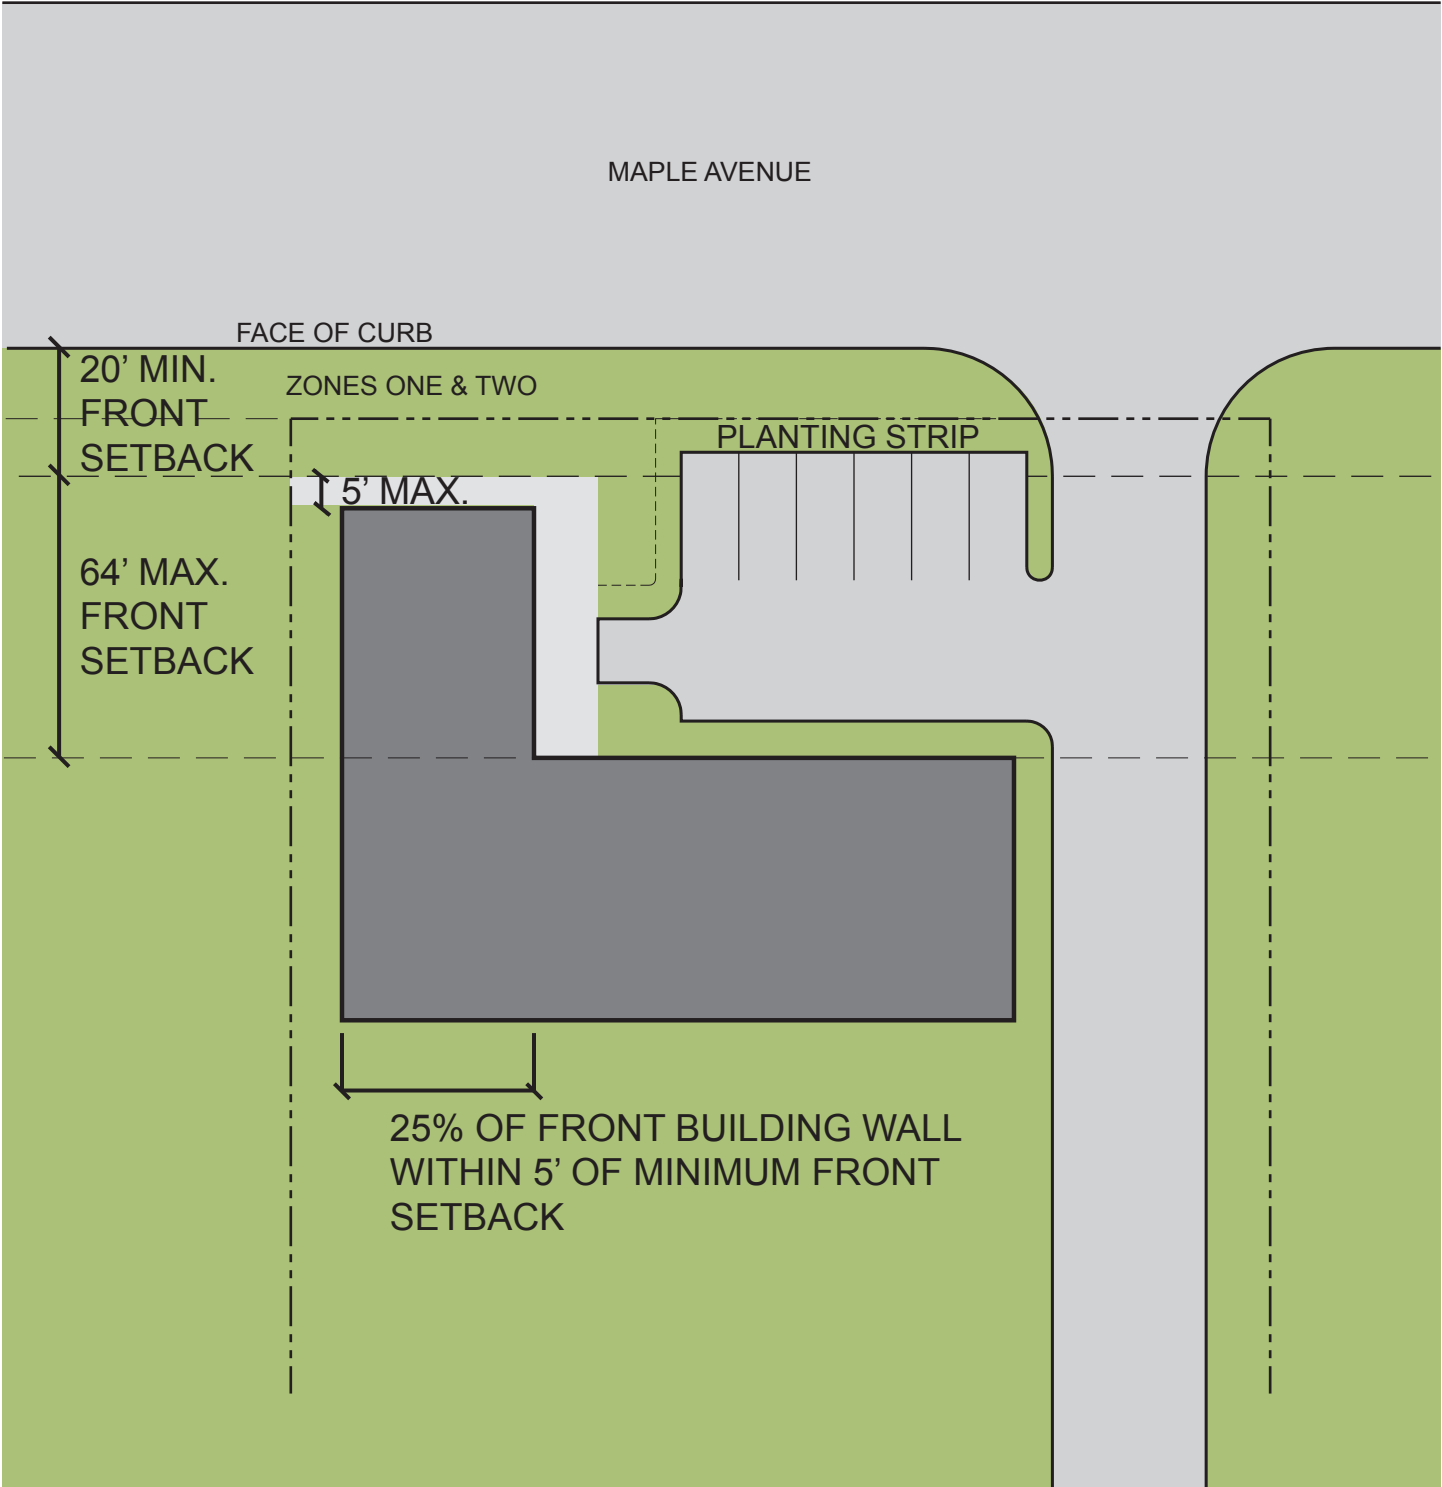 MAPLE AVENUE
FACE OF CURB
20’ MIN.
FRONT
SETBACK
ZONES ONE & TWO
PLANTING STRIP
5’ MAX.
64’ MAX.
FRONT
SETBACK
25% OF FRONT BUILDING WALL
WITHIN 5’ OF MINIMUM FRONT
SETBACK